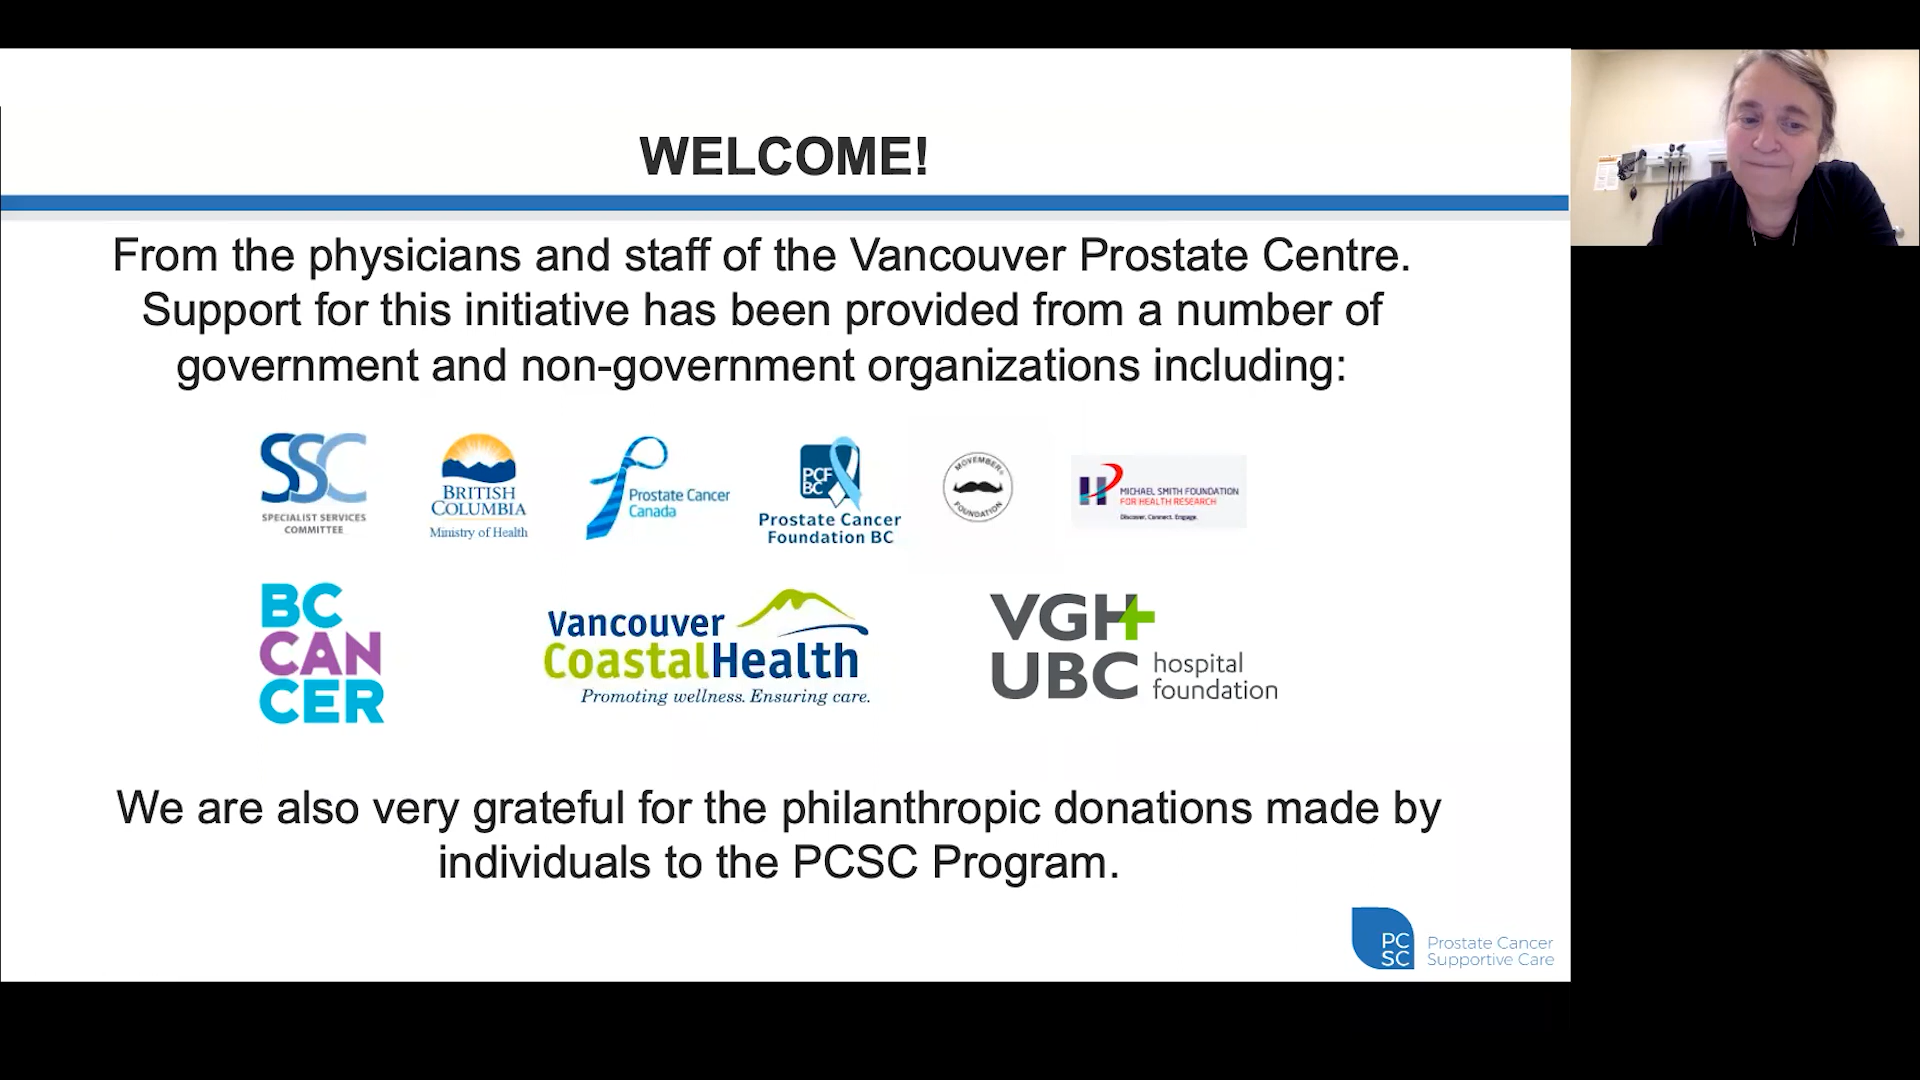 WELCOME!
From the physicians and staff of the Vancouver Prostate Centre.
Support for this initiative has been provided from a number of
government and non-government organizations including:
SSC
SPECIALIST SERVICES
COMMITTEE
BRITISH
COLUMBIA
Ministry of Health
Prostate Cancer
Canada
PCF
BC
Prostate Cancer
Foundation BC
MOVEMBER
FOUNDATION
MICHAEL SMITH FOUNDATION
FOR HEALTH RESEARCH
Discover. Connect. Engage.
BC
CAN
CER
Vancouver
CoastalHealth
Promoting wellness. Ensuring care.
VGH+
UBC hospital
foundation
We are also very grateful for the philanthropic donations made by
individuals to the PCSC Program.
PC
SC
Prostate Cancer
Supportive Care